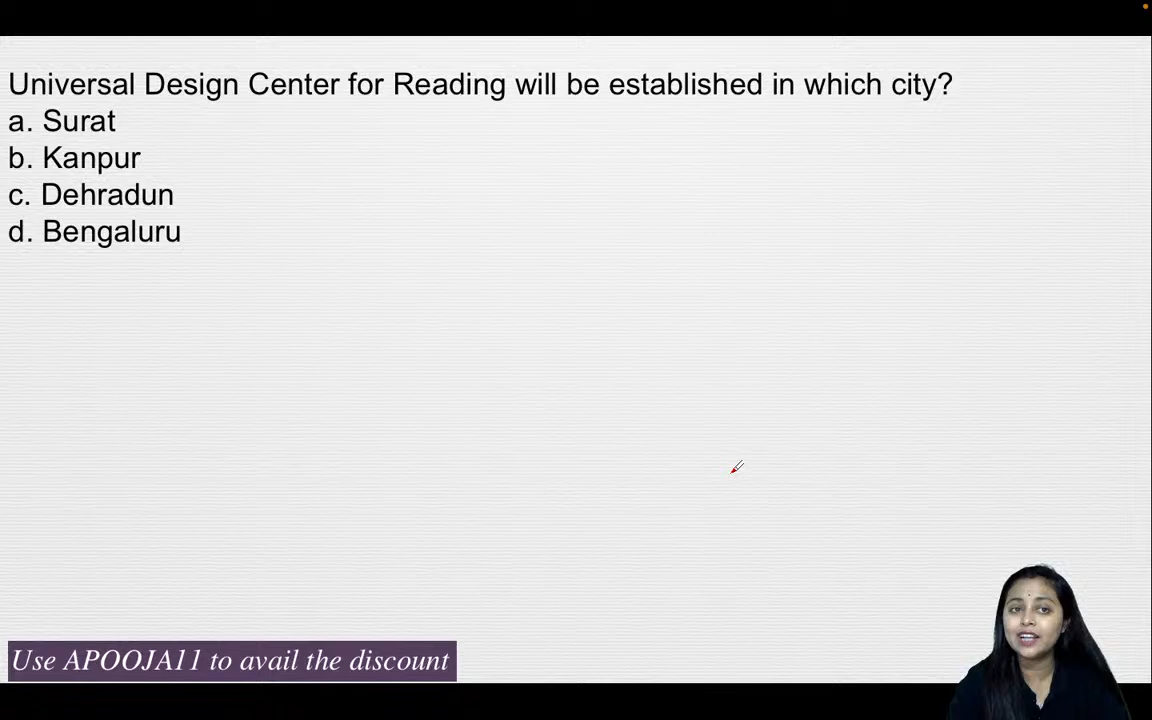 Universal Design Center for Reading will be established in which city?
a. Surat
b. Kanpur
c. Dehradun
d. Bengaluru
Use APOOJA11 to avail the discount